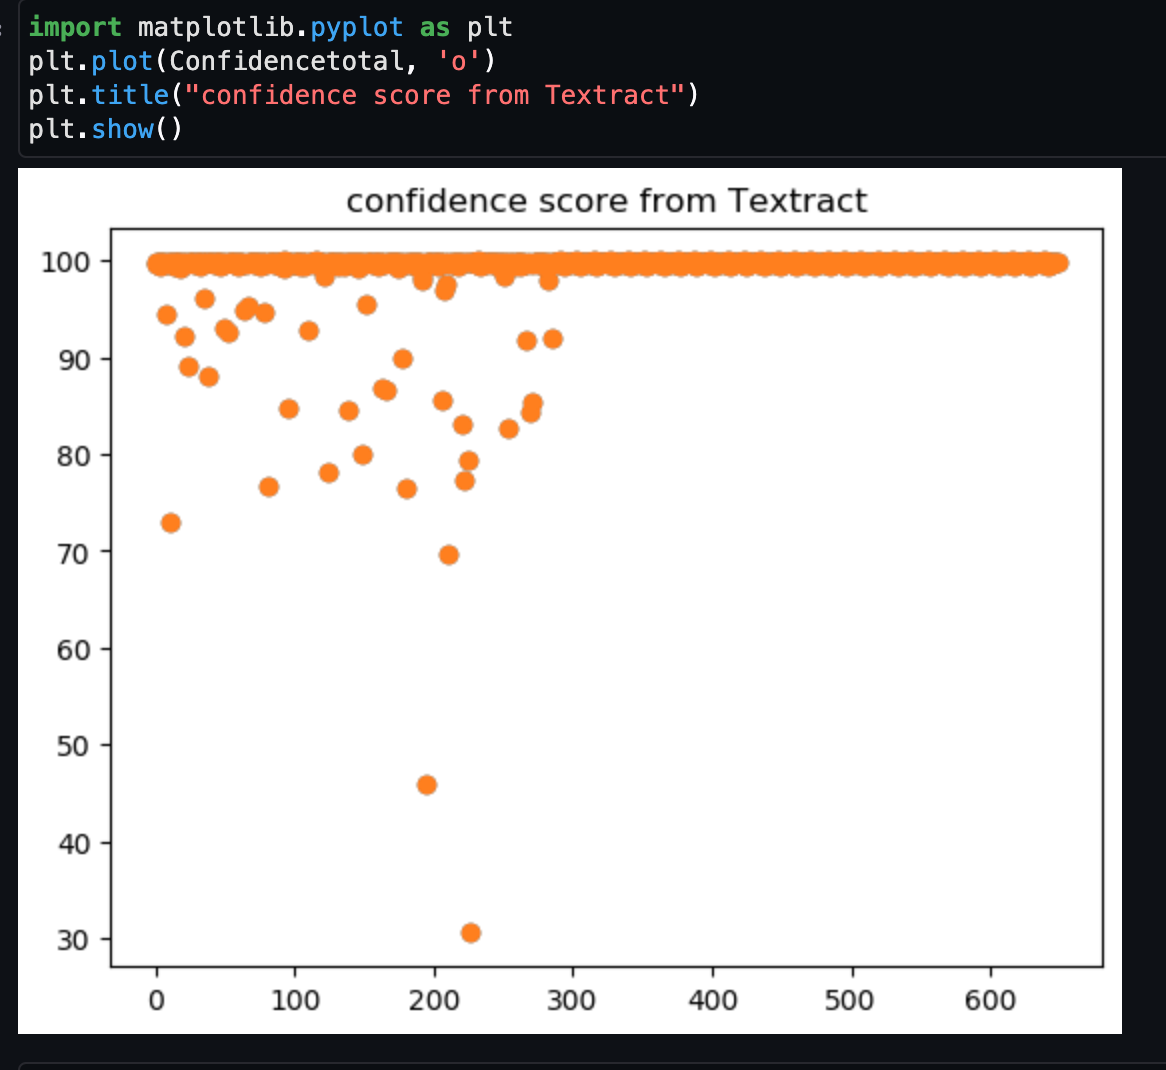 import matplotlib.pyplot as plt
plt.plot(Confidencetotal, 'o')
plt.title("confidence score from Textract")
plt.show()
confidence score from Textract
100
90
80
70
60
50
40
30
0 100 200 300 400 500 600